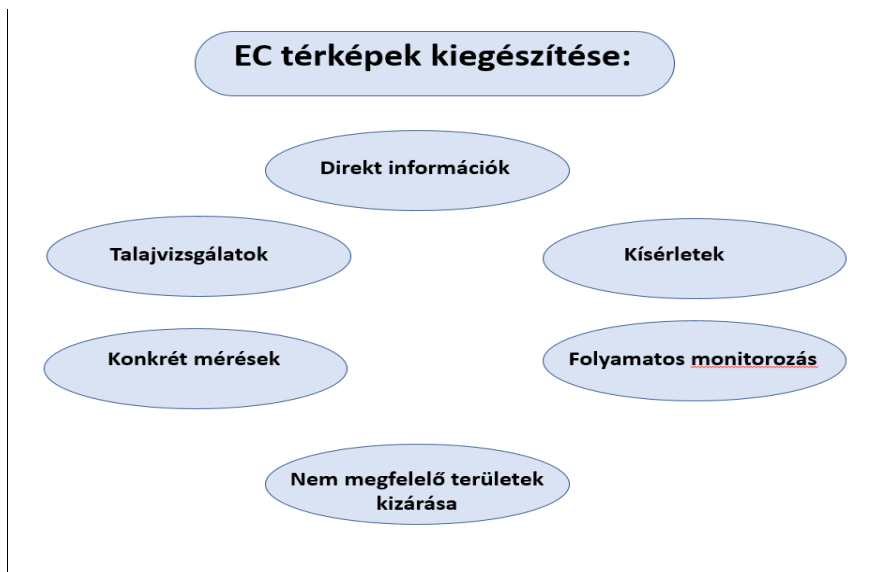 EC térképek kiegészítése:
Direkt információk
Talajvizsgálatok
Kísérletek
Konkrét mérések
Folyamatos monitorozás
Nem megfelelő területek
kizárása